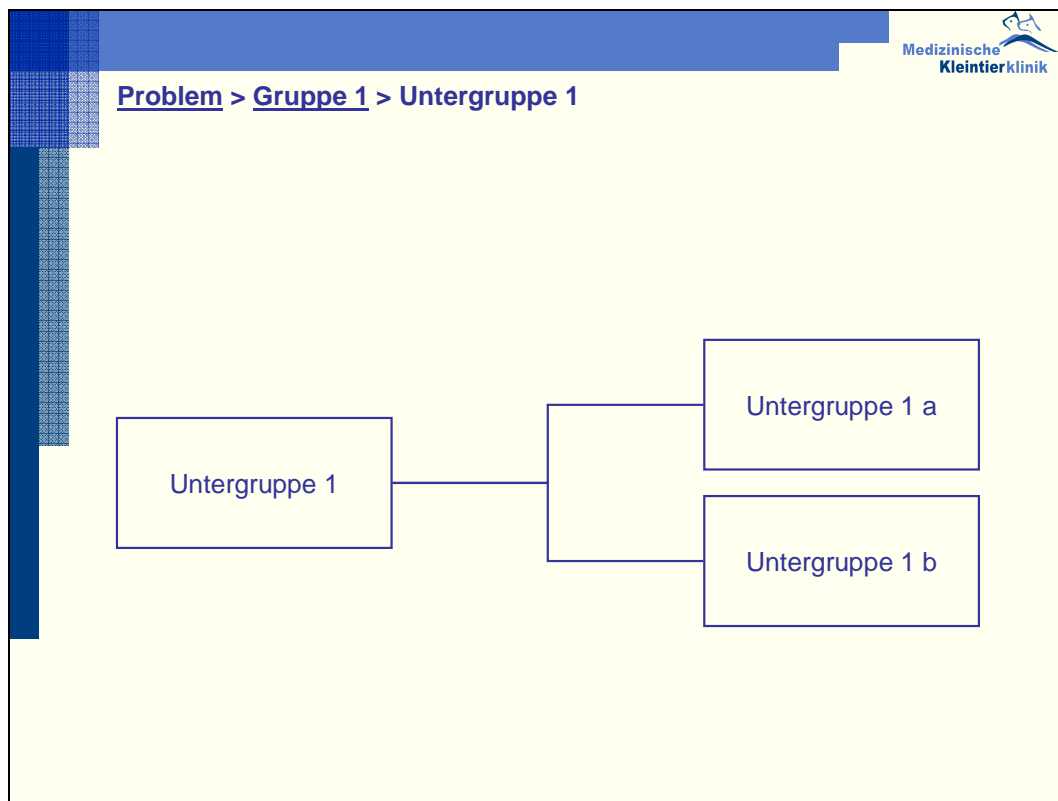 Medizinische
Kleintierklinik
Problem > Gruppe 1 > Untergruppe 1
Untergruppe 1 a
Untergruppe 1
Untergruppe 1 b